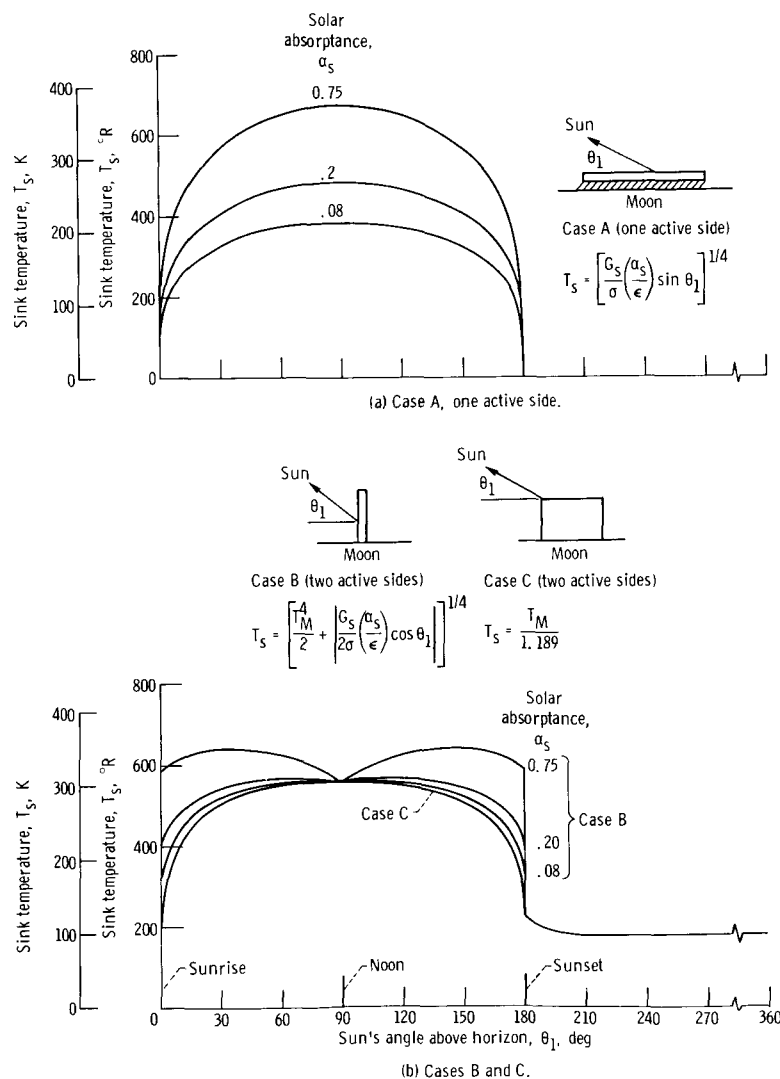 Solar
absorptance,
αs
800
400
0.75
600
300
.2
400
200
.08
200
100
0
0
Sink temperature, Ts, K
Sink temperature, Ts, °R
Sun
θ1
Moon
Case A (one active side)
Ts = [Gs/σ (αs/ϵ) sin θ1]^1/4
(a) Case A, one active side.
Sun
θ1
Moon
Case B (two active sides)
Ts = [T_M^4/2 + |Gs/2σ (αs/ϵ) cos θ1|]^1/4
Sun
θ1
Moon
Case C (two active sides)
Ts = T_M/1.189
800
400
600
300
400
200
200
100
0
Sink temperature, Ts, K
Sink temperature, Ts, °R
Solar
absorptance,
αs
0.75
Case B
.20
.08
Case C
Sunrise
Noon
Sunset
0 30 60 90 120 150 180 210 240 270 360
Sun's angle above horizon, θ1, deg
(b) Cases B and C.